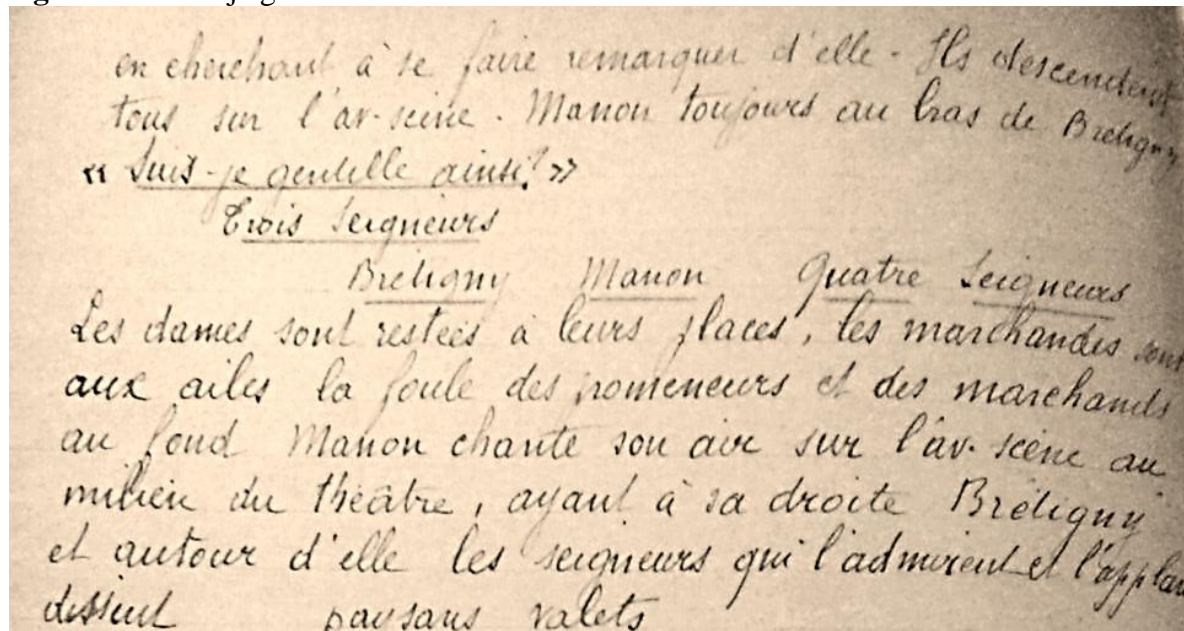 en cherchant à se faire remarquer d'elle - Ils descendent
tous sur l'av-scène. Manon toujours au bras de Bretigny
« Suis-je gentille ainsi? »
Trois Seigneurs
Brétigny Manon Quatre Seigneurs
Les dames sont restées à leurs places, les marchandes sont
aux ailes la foule des promeneurs et des marchands
au fond Manon chante son air sur l'av. scène au
milieu du théâtre, ayant à sa droite Brétigny
et autour d'elle les seigneurs qui l'admirent et l'applau
dissent paysans valets